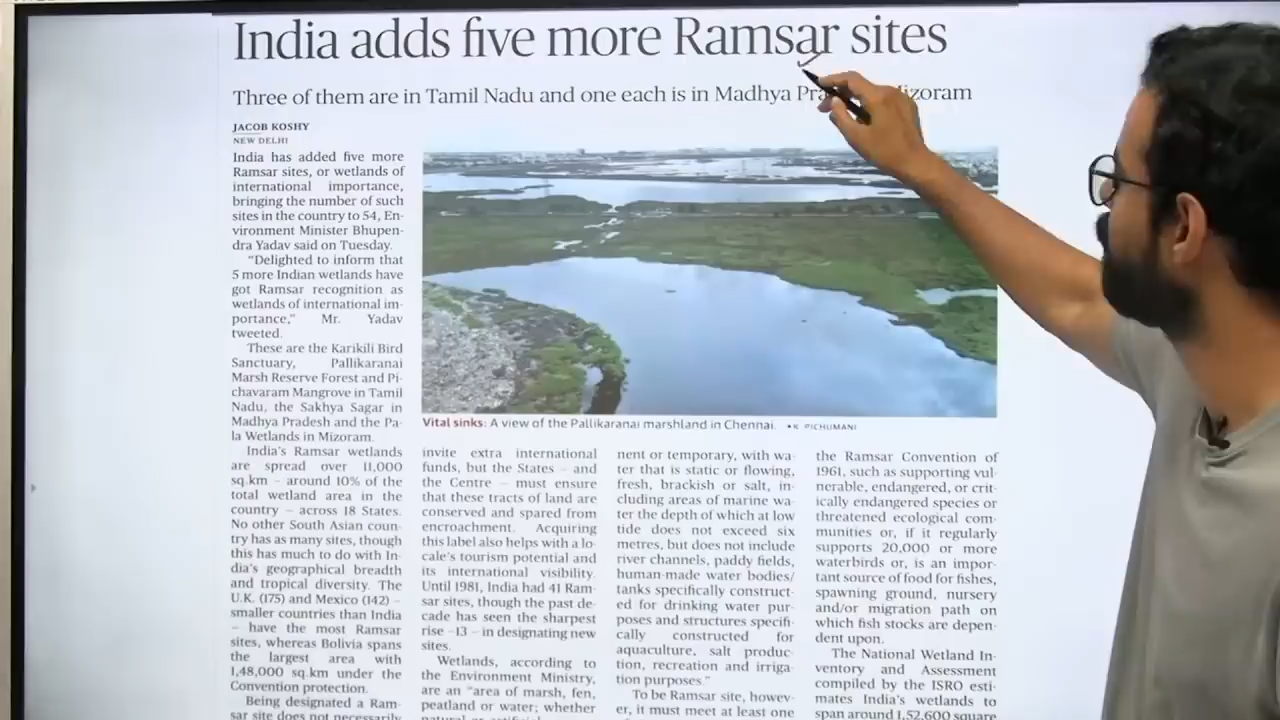 India adds five more Ramsar sites
Three of them are in Tamil Nadu and one each is in Madhya Mizoram
JACOB KOSHY
NEW DELHI
India has added five more
Ramsar sites, or wetlands of
international importance,
bringing the number of such
sites in the country to 54, En-
vironment Minister Bhupen-
dra Yadav said on Tuesday.
“Delighted to inform that
5 more Indian wetlands have
got Ramsar recognition as
wetlands of international im-
portance,” Mr. Yadav
tweeted.
These are the Karikili Bird
Sanctuary, Pallikaranai
Marsh Reserve Forest and Pi-
chavaram Mangrove in Tamil
Nadu, the Sakhya Sagar in
Madhya Pradesh and the Pa-
la Wetlands in Mizoram.
India’s Ramsar wetlands
are spread over 11,000
sq.km – around 10% of the
total wetland area in the
country – across 18 States.
No other South Asian coun-
try has as many sites, though
this has much to do with In-
dia’s geographical breadth
and tropical diversity. The
U.K. (175) and Mexico (142) –
smaller countries than India
– have the most Ramsar
sites, whereas Bolivia spans
the largest area with
1,48,000 sq.km under the
Convention protection.
Being designated a Ram-
sar site does not necessarily
Vital sinks: A view of the Pallikaranai marshland in Chennai. •K. PICHUMANI
invite extra international
funds, but the States – and
the Centre – must ensure
that these tracts of land are
conserved and spared from
encroachment. Acquiring
this label also helps with a lo-
cale’s tourism potential and
its international visibility.
Until 1981, India had 41 Ram-
sar sites, though the past de-
cade has seen the sharpest
rise – 13 – in designating new
sites.
Wetlands, according to
the Environment Ministry,
are an “area of marsh, fen,
peatland or water; whether
nent or temporary, with wa-
ter that is static or flowing,
fresh, brackish or salt, in-
cluding areas of marine wa-
ter the depth of which at low
tide does not exceed six
metres, but does not include
river channels, paddy fields,
human-made water bodies/
tanks specifically construct-
ed for drinking water pur-
poses and structures specifi-
cally constructed for
aquaculture, salt produc-
tion, recreation and irriga-
tion purposes.”
To be Ramsar site, howev-
er, it must meet at least one
the Ramsar Convention of
1961, such as supporting vul-
nerable, endangered, or crit-
ically endangered species or
threatened ecological com-
munities or, if it regularly
supports 20,000 or more
waterbirds or, is an impor-
tant source of food for fishes,
spawning ground, nursery
and/or migration path on
which fish stocks are depen-
dent upon.
The National Wetland In-
ventory and Assessment
compiled by the ISRO esti-
mates India’s wetlands to
span around 1,52,600 square